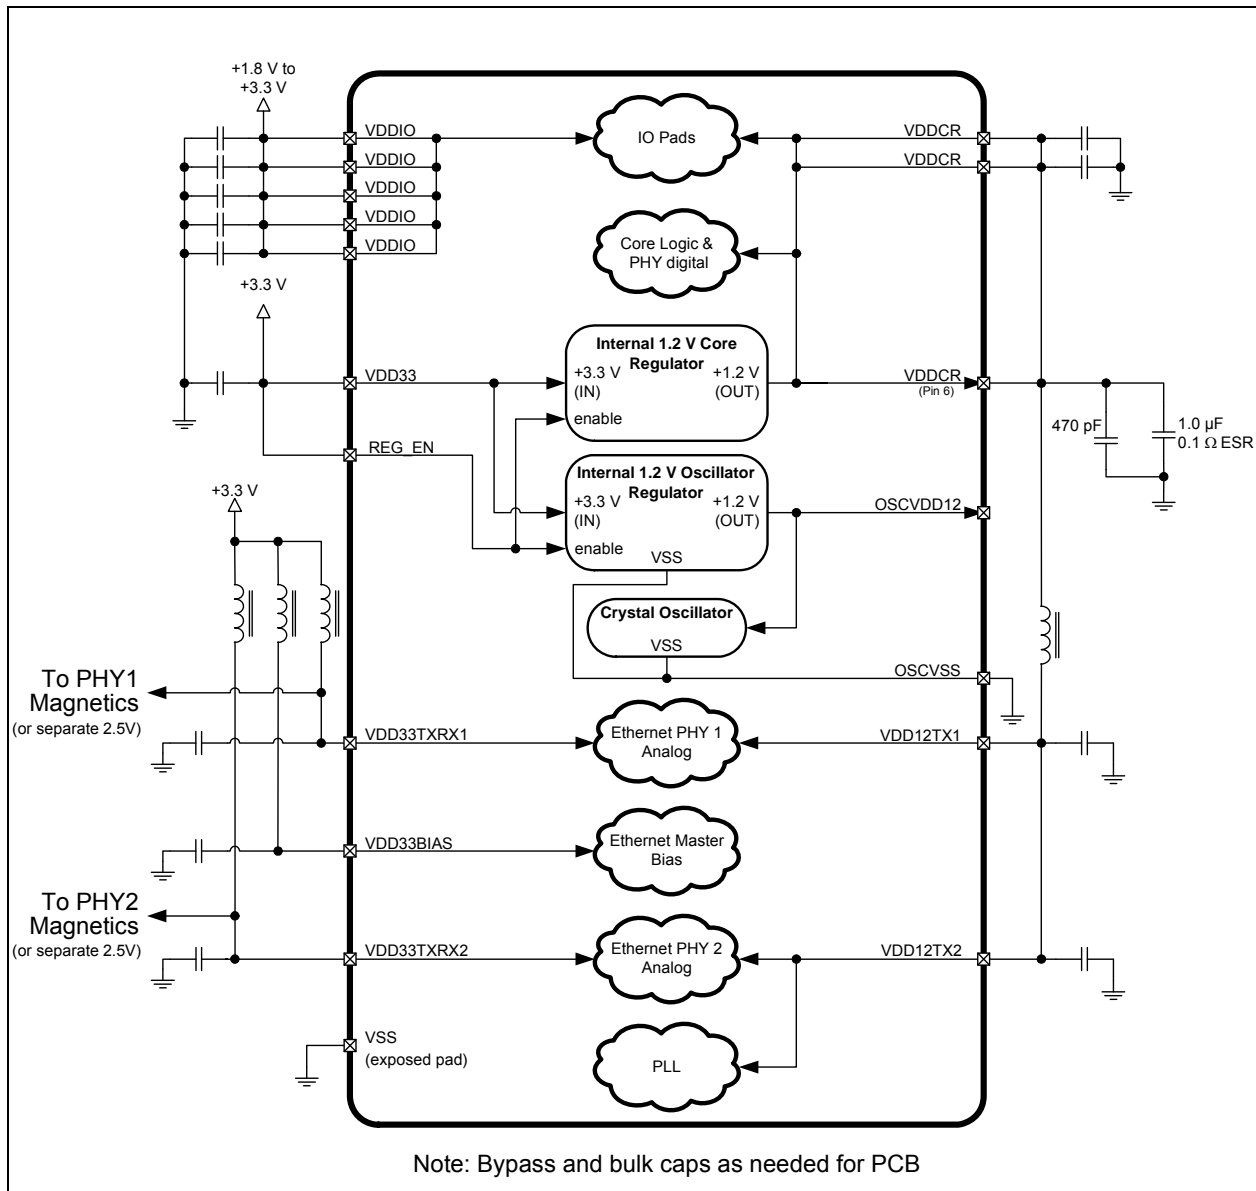 +1.8 V to
+3.3 V
VDDIO
VDDIO
VDDIO
VDDIO
VDDIO
IO Pads
VDDCR
VDDCR
Core Logic &
PHY digital
+3.3 V
VDD33
REG_EN
Internal 1.2 V Core
Regulator
+3.3 V
(IN)
+1.2 V
(OUT)
enable
VDDCR
(Pin 6)
470 pF
1.0 µF
0.1 Ω ESR
Internal 1.2 V Oscillator
Regulator
+3.3 V
(IN)
+1.2 V
(OUT)
enable
VSS
OSCVDD12
+3.3 V
Crystal Oscillator
VSS
OSCVSS
To PHY1
Magnetics
(or separate 2.5V)
VDD33TXRX1
Ethernet PHY 1
Analog
VDD12TX1
VDD33BIAS
Ethernet Master
Bias
To PHY2
Magnetics
(or separate 2.5V)
VDD33TXRX2
Ethernet PHY 2
Analog
VDD12TX2
VSS
(exposed pad)
PLL
Note: Bypass and bulk caps as needed for PCB